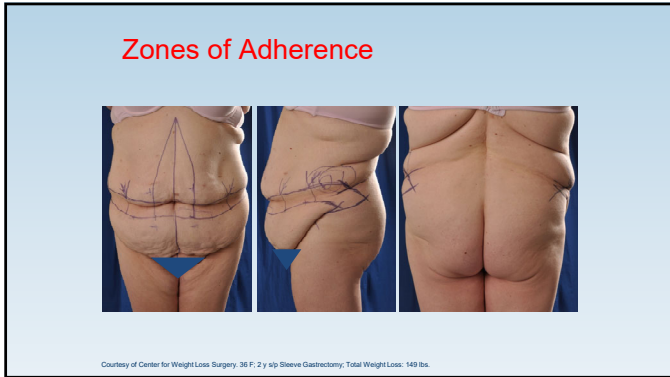 Zones of Adherence
Courtesy of Center for Weight Loss Surgery. 36 F; 2 y s/p Sleeve Gastrectomy; Total Weight Loss: 149 lbs.